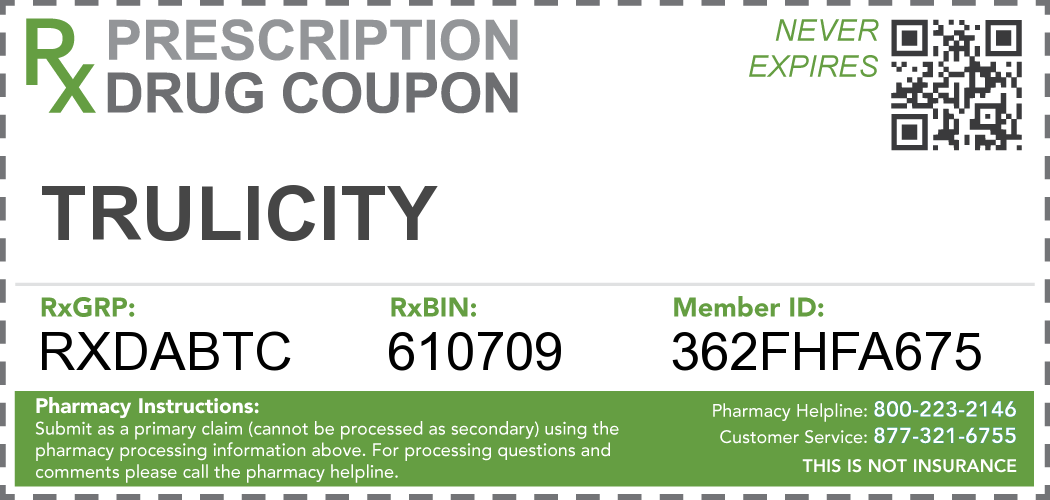 Rx PRESCRIPTION
DRUG COUPON
NEVER
EXPIRES
TRULICITY
RxGRP:
RXDABTC
RxBIN:
610709
Member ID:
362FHFA675
Pharmacy Instructions:
Submit as a primary claim (cannot be processed as secondary) using the
pharmacy processing information above. For processing questions and
comments please call the pharmacy helpline.
Pharmacy Helpline: 800-223-2146
Customer Service: 877-321-6755
THIS IS NOT INSURANCE